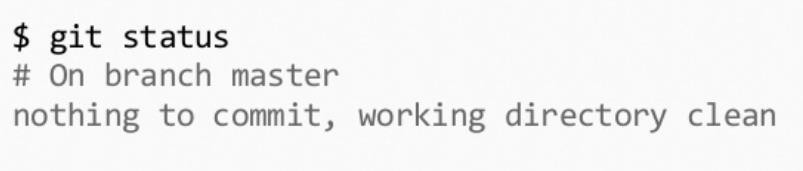 $ git status
# On branch master
nothing to commit, working directory clean